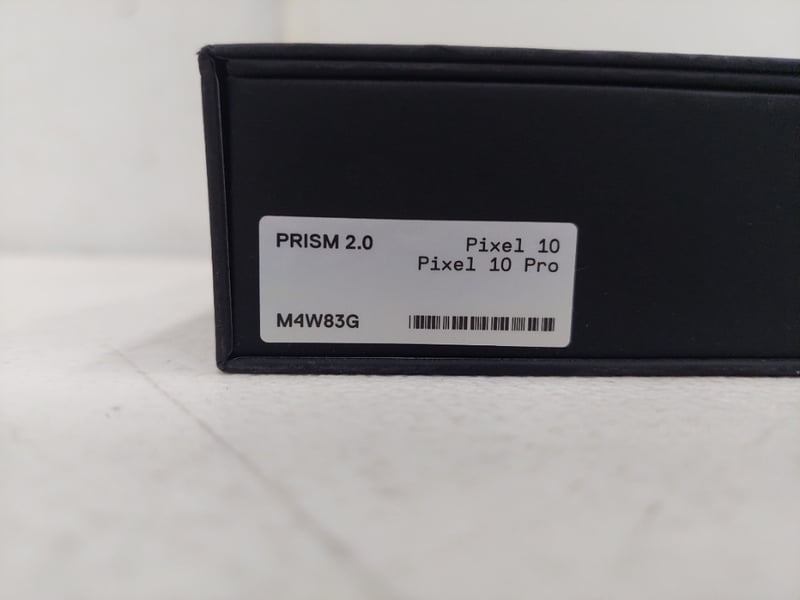 PRISM 2.0
Pixel 10
Pixel 10 Pro
M4W83G